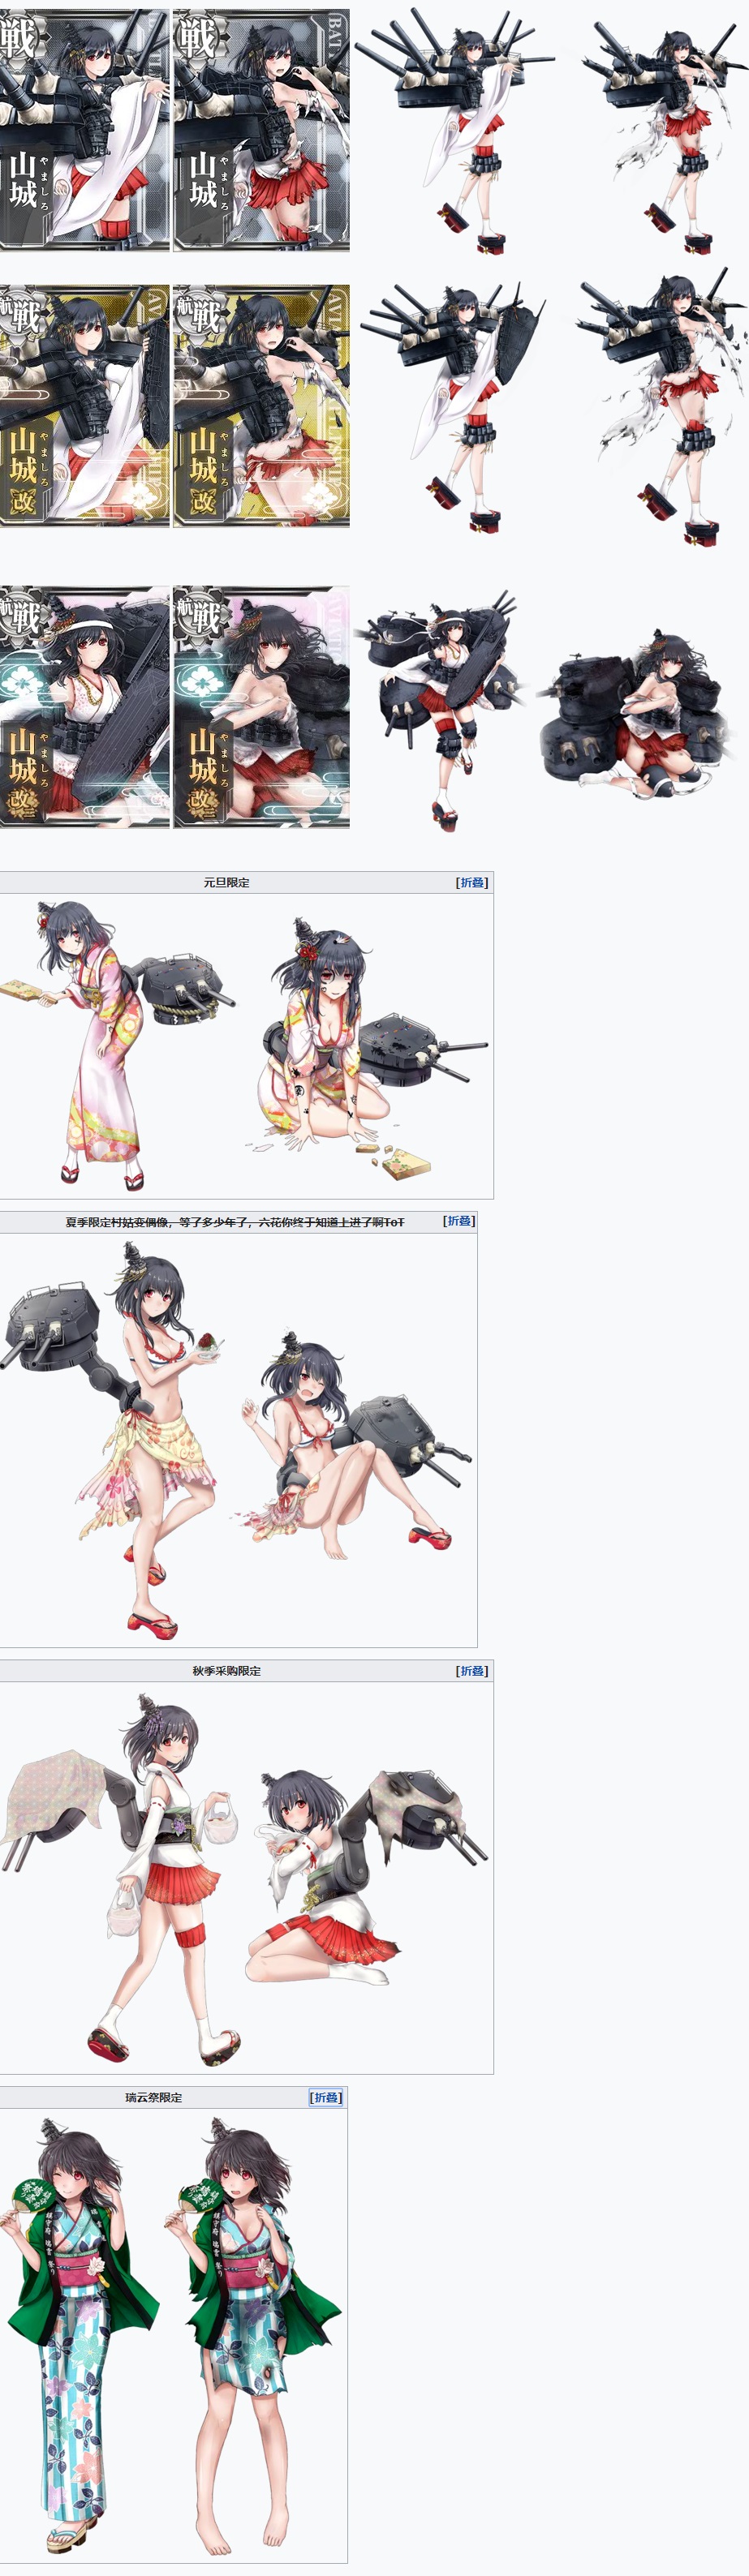 戦
BATT
山城
やましろ
戦
BAT
山城
やましろ
航戦
AV
山城
やましろ
改
航戦
AVI
山城
やましろ
改
航戦
山城
やましろ
改二
航戦
山城
やましろ
改二
元旦限定 [折叠]
夏季限定村姑变偶像，等了多少年了，六花你终于知道上进了啊ToT [折叠]
秋季采购限定 [折叠]
瑞云祭限定 [折叠]